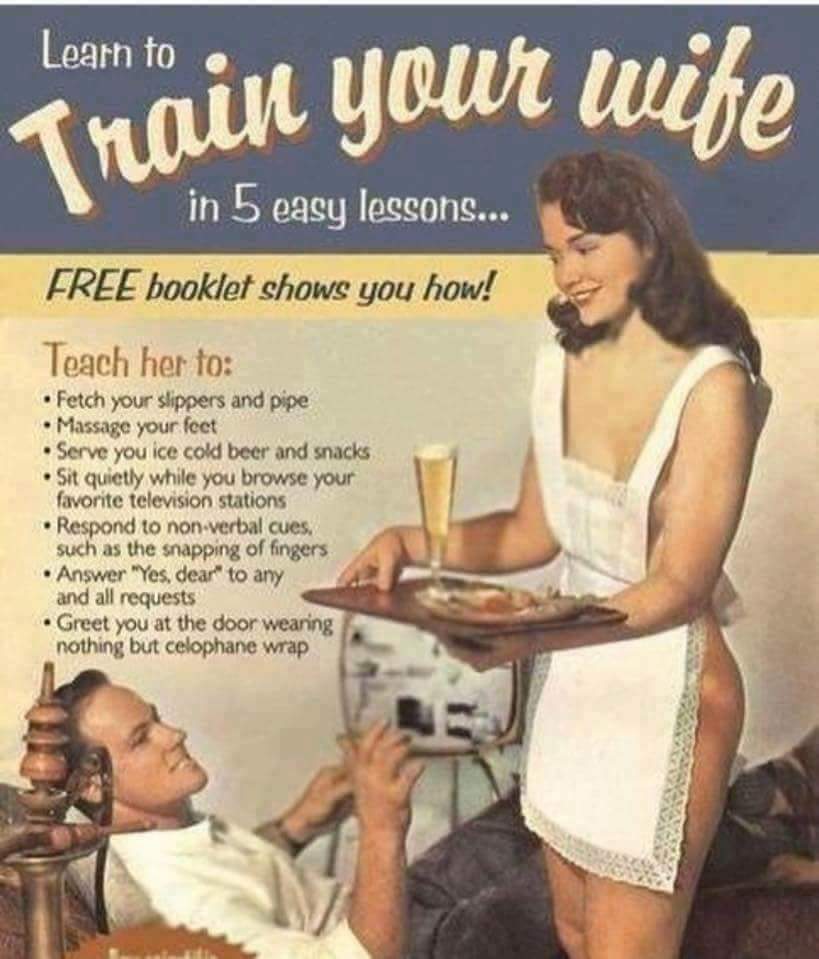 Learn to
Train your wife
in 5 easy lessons...
FREE booklet shows you how!
Teach her to:
• Fetch your slippers and pipe
• Massage your feet
• Serve you ice cold beer and snacks
• Sit quietly while you browse your
favorite television stations
• Respond to non-verbal cues,
such as the snapping of fingers
• Answer "Yes, dear" to any
and all requests
• Greet you at the door wearing
nothing but celophane wrap